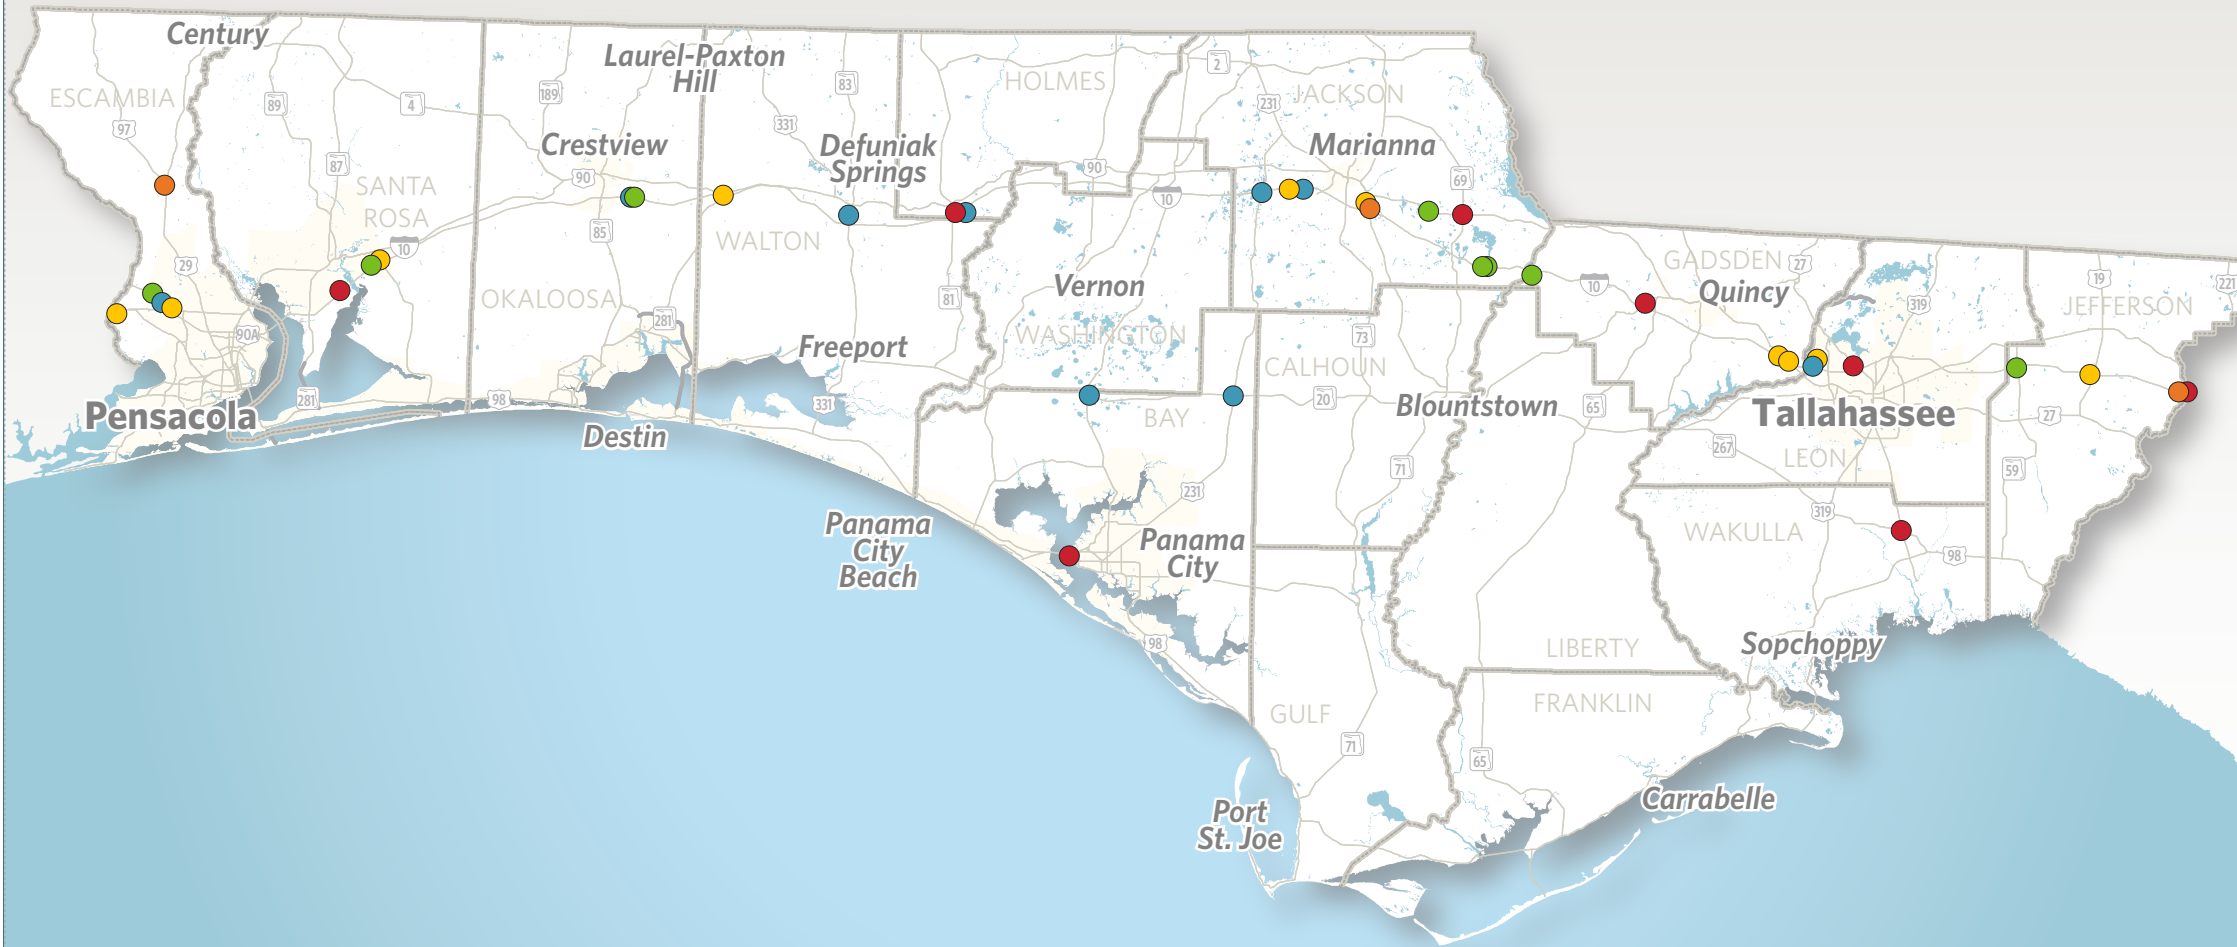 Century
Laurel-Paxton
Hill
ESCAMBIA
97
89
4
189
83
331
HOLMES
2
231
JACKSON
Crestview
Defuniak
Springs
Marianna
87
90
90
69
SANTA
ROSA
10
10
29
85
WALTON
81
OKALOOSA
281
Vernon
WASHINGTON
GADSDEN
27
Quincy
10
319
19
221
JEFFERSON
90A
Freeport
73
CALHOUN
281
98
331
20
Blountstown
65
Pensacola
Destin
BAY
Tallahassee
27
267
LEON
71
59
231
Panama
City
Beach
Panama
City
WAKULLA
319
98
98
LIBERTY
Sopchoppy
GULF
FRANKLIN
71
65
Port
St. Joe
Carrabelle